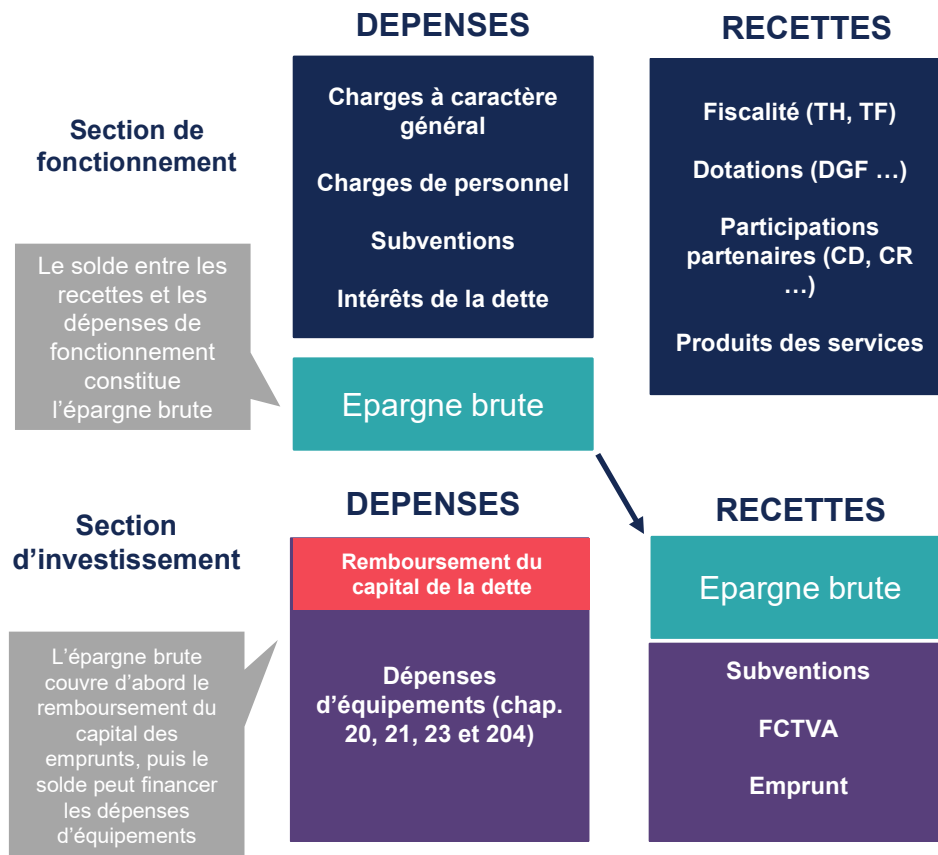 DEPENSES
RECETTES
Section de
fonctionnement
Charges à caractère
général
Charges de personnel
Subventions
Intérêts de la dette
Fiscalité (TH, TF)
Dotations (DGF …)
Participations
partenaires (CD, CR
…)
Produits des services
Le solde entre les
recettes et les
dépenses de
fonctionnement
constitue
l’épargne brute
Epargne brute
Section
d’investissement
DEPENSES
RECETTES
Remboursement du
capital de la dette
Dépenses
d’équipements (chap.
20, 21, 23 et 204)
Epargne brute
Subventions
FCTVA
Emprunt
L’épargne brute
couvre d’abord le
remboursement du
capital des
emprunts, puis le
solde peut financer
les dépenses
d’équipements